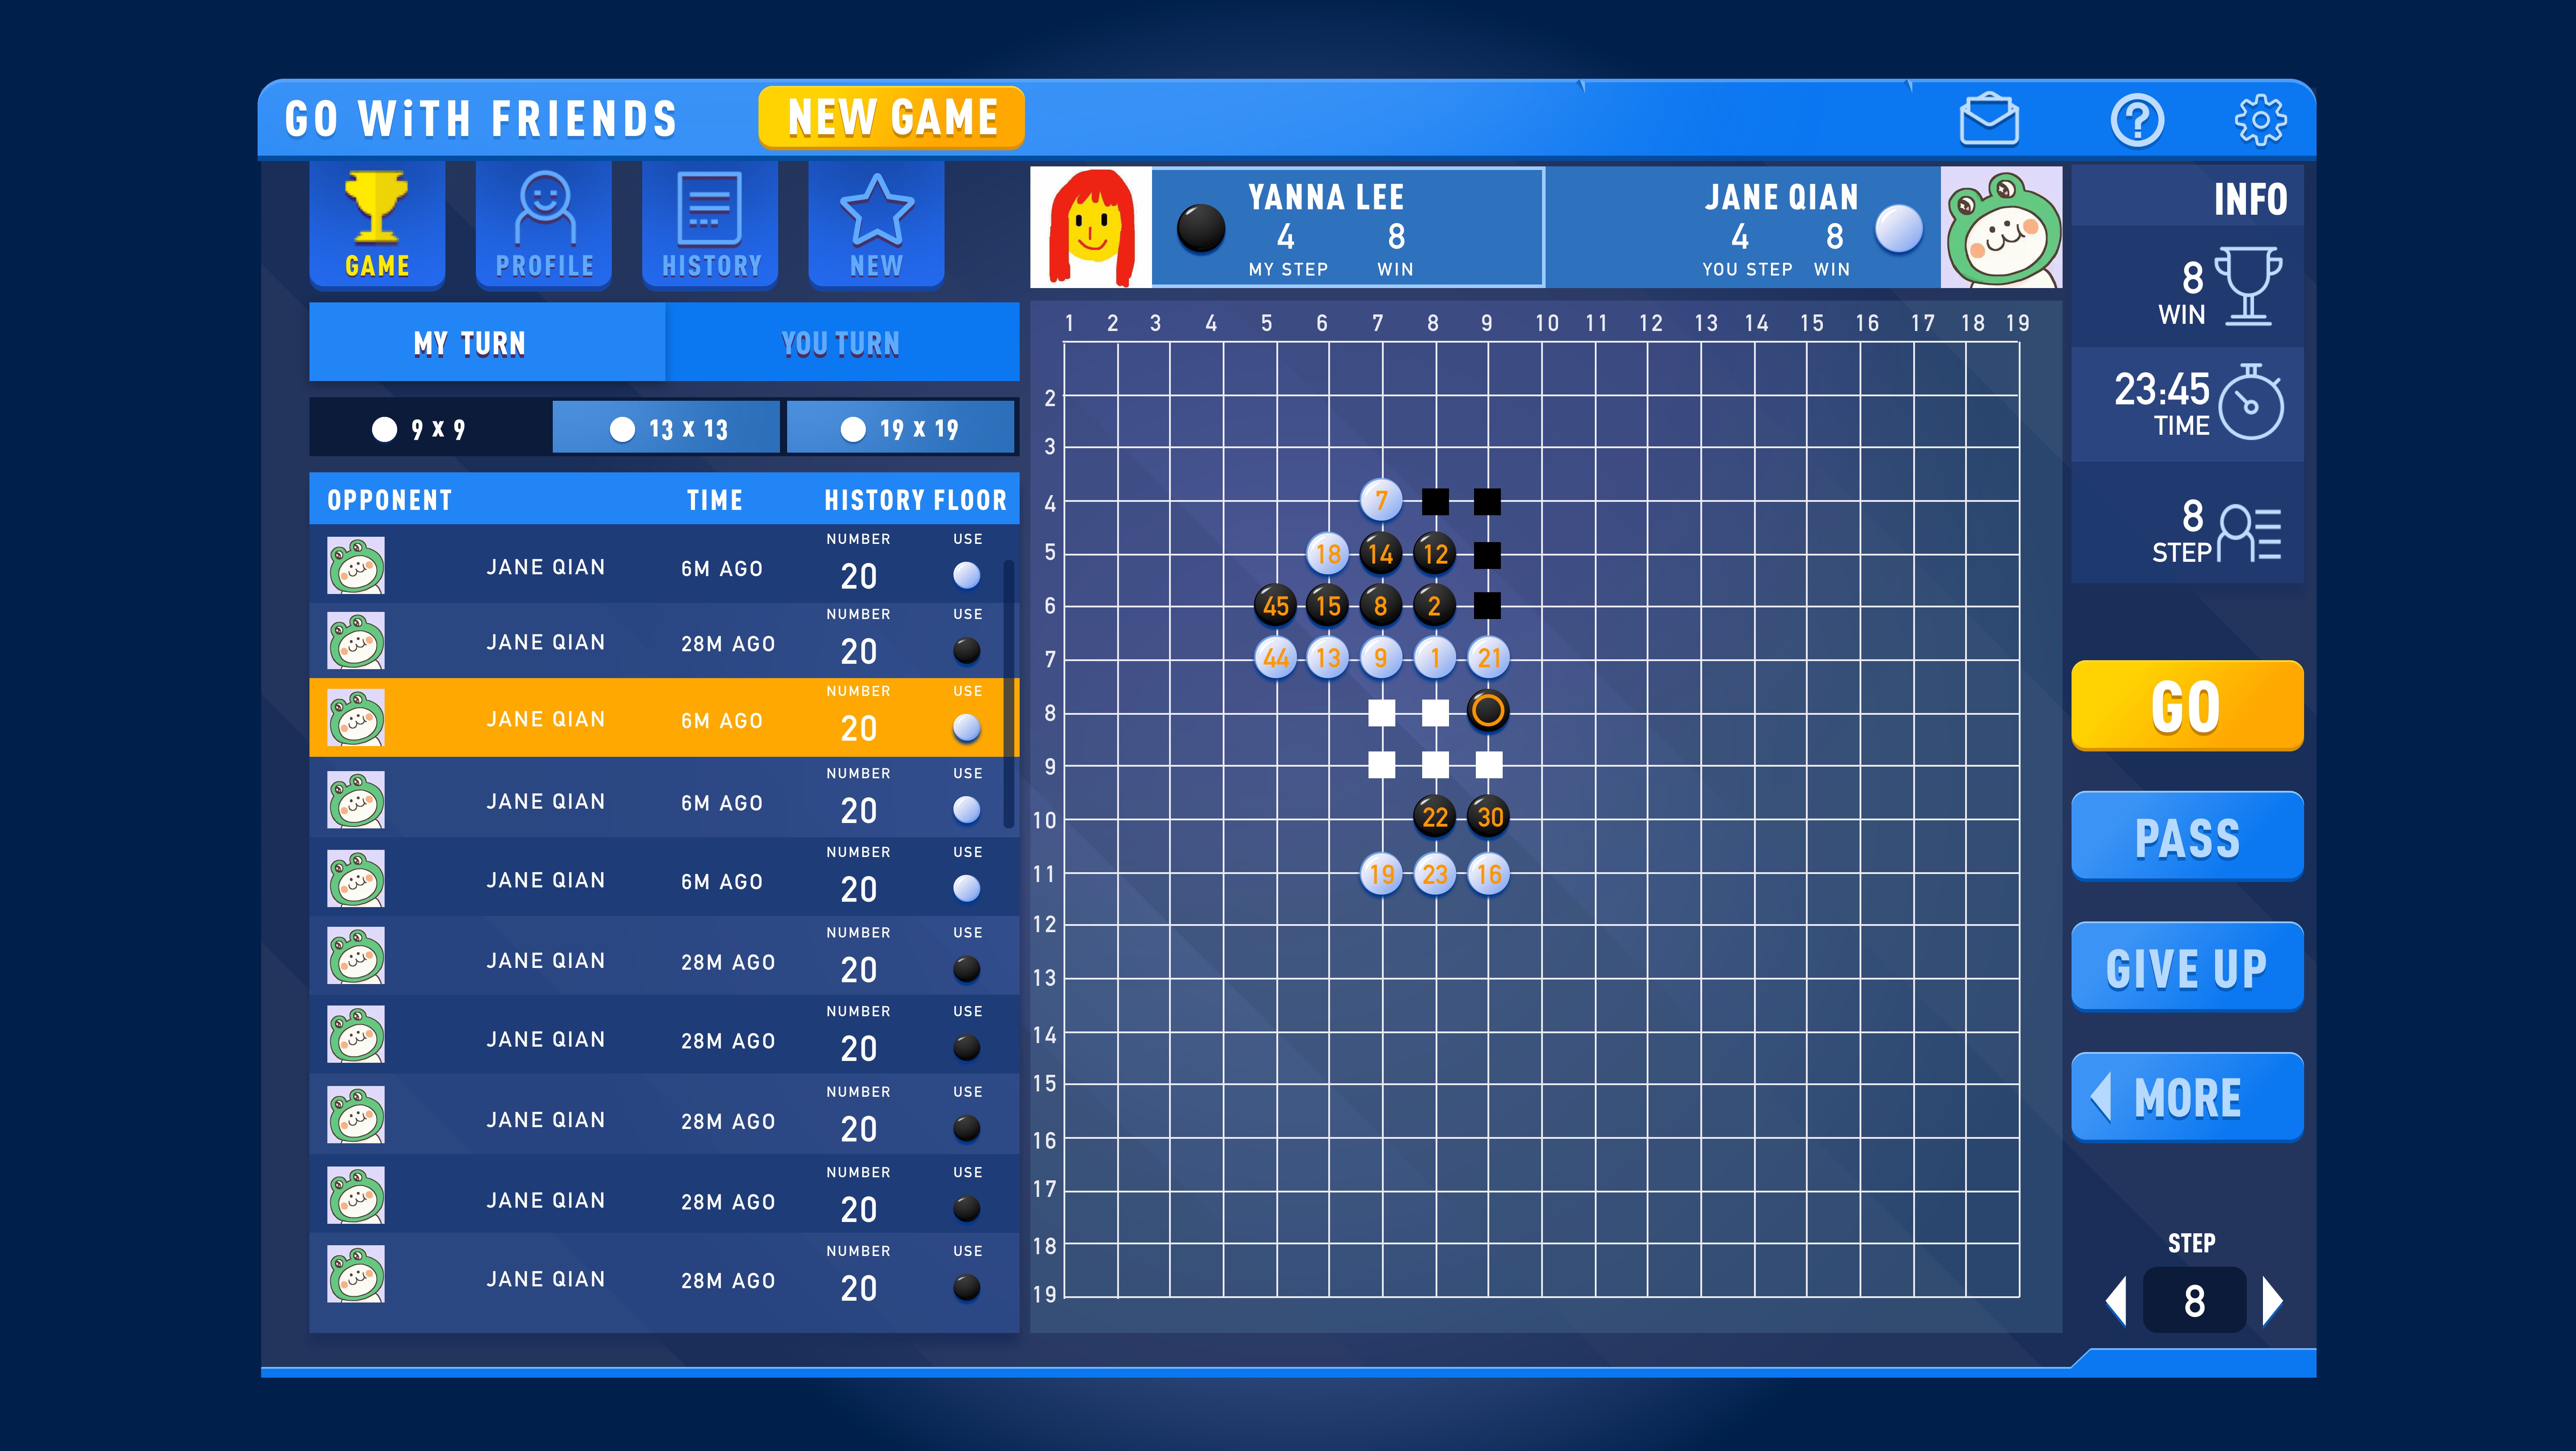 GO WiTH FRIENDS
NEW GAME
GAME
PROFILE
HISTORY
NEW
YANNA LEE
4 8
MY STEP WIN
JANE QIAN
4 8
YOU STEP WIN
INFO
8
WIN
23:45
TIME
8
STEP
MY TURN
YOU TURN
9 X 9
13 X 13
19 X 19
OPPONENT TIME HISTORY FLOOR
NUMBER USE
JANE QIAN 6M AGO 20
NUMBER USE
JANE QIAN 28M AGO 20
NUMBER USE
JANE QIAN 6M AGO 20
NUMBER USE
JANE QIAN 6M AGO 20
NUMBER USE
JANE QIAN 6M AGO 20
NUMBER USE
JANE QIAN 28M AGO 20
NUMBER USE
JANE QIAN 28M AGO 20
NUMBER USE
JANE QIAN 28M AGO 20
NUMBER USE
JANE QIAN 28M AGO 20
NUMBER USE
JANE QIAN 28M AGO 20
1 2 3 4 5 6 7 8 9 10 11 12 13 14 15 16 17 18 19
2
3
4 7
5 18 14 12
6 45 15 8 2
7 44 13 9 1 21
8
9
10 22 30
11 19 23 16
12
13
14
15
16
17
18
19
GO
PASS
GIVE UP
MORE
STEP
8